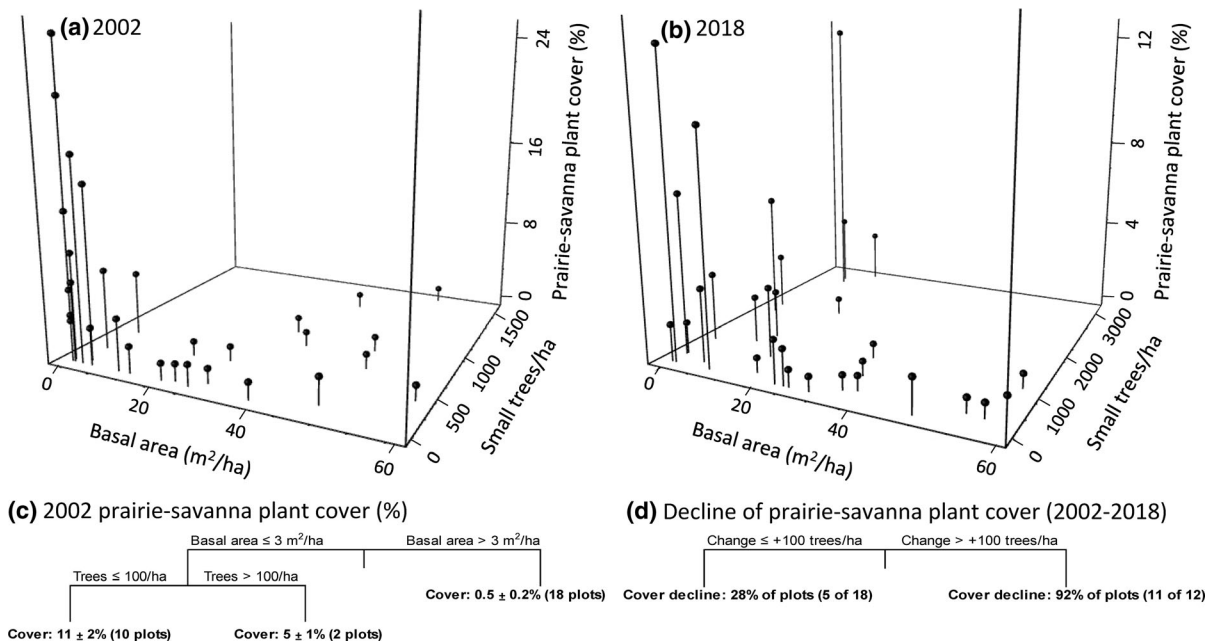 (a) 2002
Prairie-savanna plant cover (%)
24
16
8
0
Small trees/ha
1500
1000
500
0
Basal area (m²/ha)
0
20
40
60
(b) 2018
Prairie-savanna plant cover (%)
12
8
4
0
Small trees/ha
3000
2000
1000
0
Basal area (m²/ha)
0
20
40
60
(c) 2002 prairie-savanna plant cover (%)
Basal area ≤ 3 m²/ha
Basal area > 3 m²/ha
Trees ≤ 100/ha
Trees > 100/ha
Cover: 0.5 ± 0.2% (18 plots)
Cover: 11 ± 2% (10 plots)
Cover: 5 ± 1% (2 plots)
(d) Decline of prairie-savanna plant cover (2002-2018)
Change ≤ +100 trees/ha
Change > +100 trees/ha
Cover decline: 28% of plots (5 of 18)
Cover decline: 92% of plots (11 of 12)